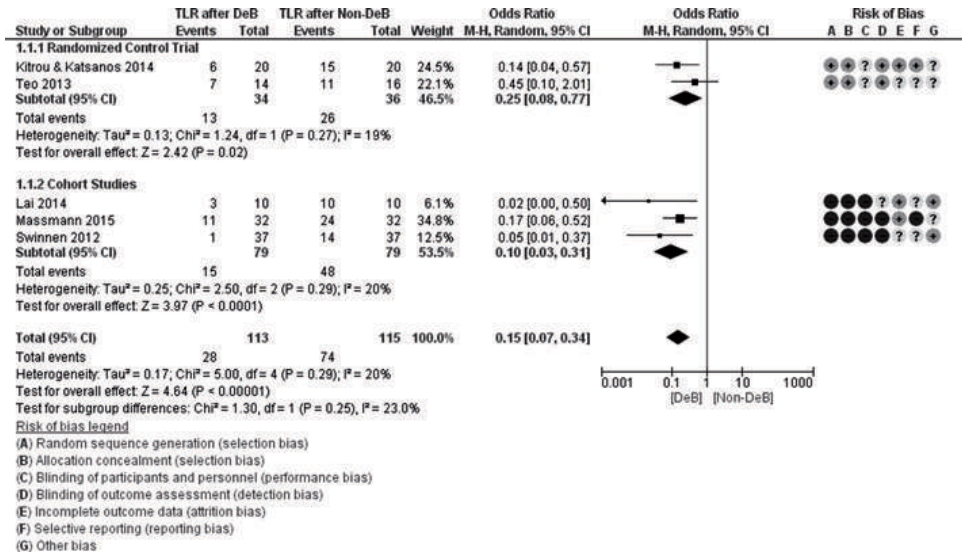 TLR after DeB TLR after Non-DeB Odds Ratio Odds Ratio Risk of Bias
Study or Subgroup Events Total Events Total Weight M-H, Random, 95% CI M-H, Random, 95% CI A B C D E F G
1.1.1 Randomized Control Trial
Kitrou & Katsanos 2014 6 20 15 20 24.5% 0.14 [0.04, 0.57] + + ? + + + ?
Teo 2013 7 14 11 16 22.1% 0.45 [0.10, 2.01] + + ? ? ? ? ?
Subtotal (95% CI) 34 36 46.5% 0.25 [0.08, 0.77]
Total events 13 26
Heterogeneity: Tau² = 0.13; Chi² = 1.24, df = 1 (P = 0.27); I² = 19%
Test for overall effect: Z = 2.42 (P = 0.02)
1.1.2 Cohort Studies
Lai 2014 3 10 10 10 6.1% 0.02 [0.00, 0.50] ? + ? +
Massmann 2015 11 32 24 32 34.8% 0.17 [0.06, 0.52] + ?
Swinnen 2012 1 37 14 37 12.5% 0.05 [0.01, 0.37] ? ? +
Subtotal (95% CI) 79 79 53.5% 0.10 [0.03, 0.31]
Total events 15 48
Heterogeneity: Tau² = 0.25; Chi² = 2.50, df = 2 (P = 0.29); I² = 20%
Test for overall effect: Z = 3.97 (P < 0.0001)
Total (95% CI) 113 115 100.0% 0.15 [0.07, 0.34]
Total events 28 74
Heterogeneity: Tau² = 0.17; Chi² = 5.00, df = 4 (P = 0.29); I² = 20%
Test for overall effect: Z = 4.64 (P < 0.00001)
Test for subgroup differences: Chi² = 1.30, df = 1 (P = 0.25), I² = 23.0%
0.001 0.1 1 10 1000
[DeB] [Non-DeB]
Risk of bias legend
(A) Random sequence generation (selection bias)
(B) Allocation concealment (selection bias)
(C) Blinding of participants and personnel (performance bias)
(D) Blinding of outcome assessment (detection bias)
(E) Incomplete outcome data (attrition bias)
(F) Selective reporting (reporting bias)
(G) Other bias